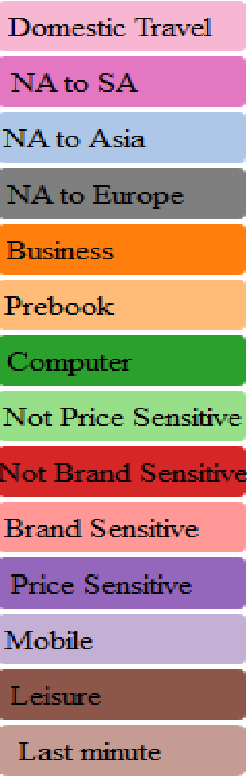 Domestic Travel
NA to SA
NA to Asia
NA to Europe
Business
Prebook
Computer
Not Price Sensitive
Not Brand Sensitive
Brand Sensitive
Price Sensitive
Mobile
Leisure
Last minute